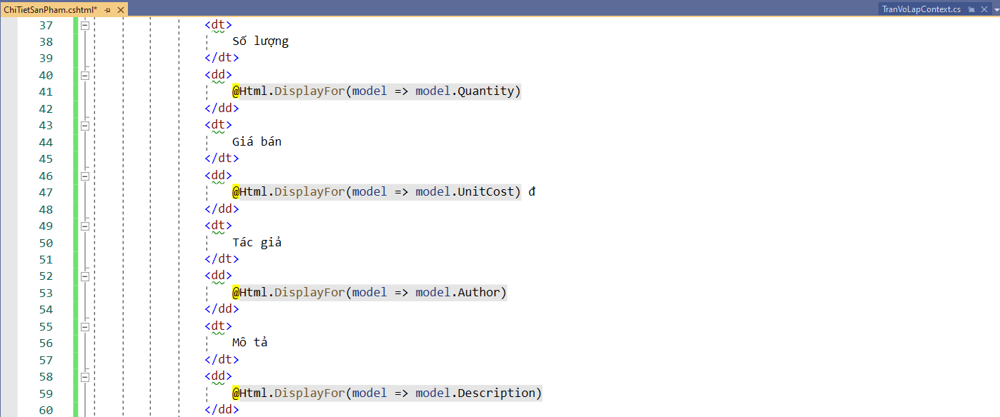 ChiTietSanPham.cshtml*
TranVoLapContext.cs
37 <dt>
38 Số lượng
39 </dt>
40 <dd>
41 @Html.DisplayFor(model => model.Quantity)
42 </dd>
43 <dt>
44 Giá bán
45 </dt>
46 <dd>
47 @Html.DisplayFor(model => model.UnitCost) đ
48 </dd>
49 <dt>
50 Tác giả
51 </dt>
52 <dd>
53 @Html.DisplayFor(model => model.Author)
54 </dd>
55 <dt>
56 Mô tả
57 </dt>
58 <dd>
59 @Html.DisplayFor(model => model.Description)
60 </dd>